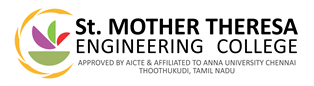 St. MOTHER THERESA
ENGINEERING COLLEGE
APPROVED BY AICTE & AFFILIATED TO ANNA UNIVERSITY CHENNAI
THOOTHUKUDI, TAMIL NADU